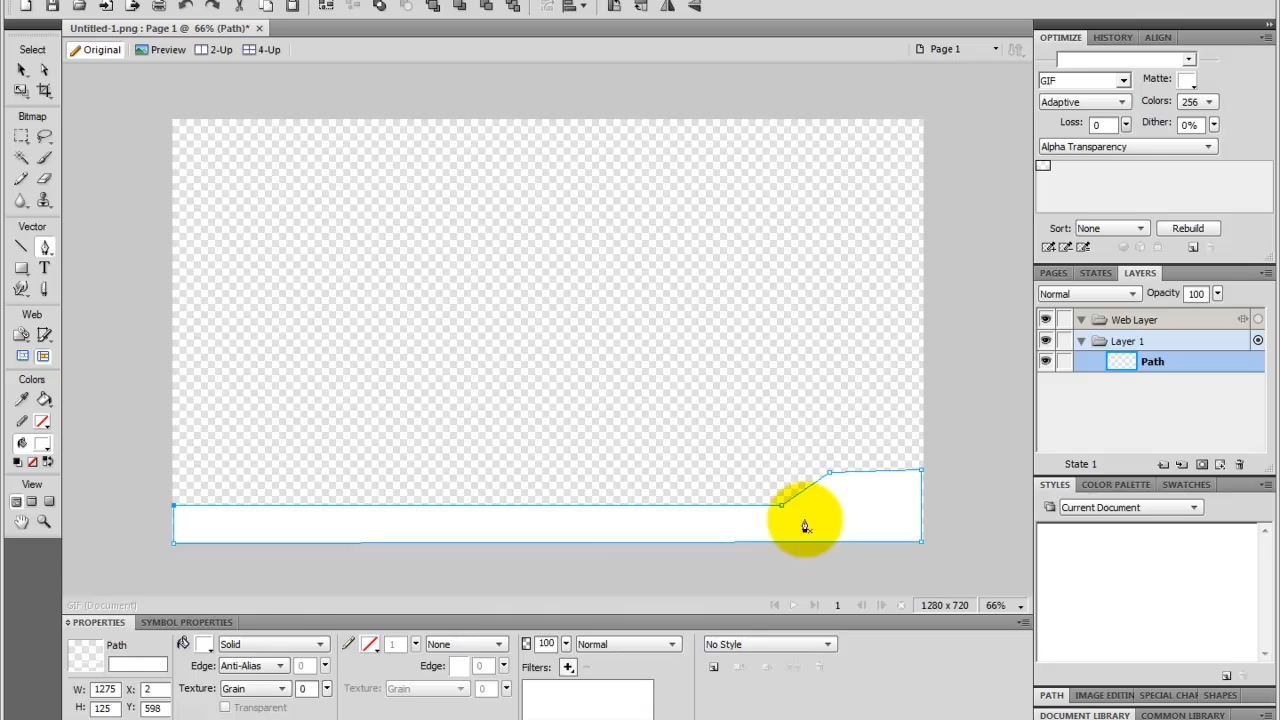 Untitled-1.png : Page 1 @ 66% (Path)*
Original Preview 2-Up 4-Up Page 1
Select
Bitmap
Vector
T
Web
Colors
View
OPTIMIZE HISTORY ALIGN
GIF Matte:
Adaptive Colors: 256
Loss: 0 Dither: 0%
Alpha Transparency
Sort: None Rebuild
PAGES STATES LAYERS
Normal Opacity 100
Web Layer
Layer 1
Path
State 1
STYLES COLOR PALETTE SWATCHES
Current Document
GIF (Document) 1 1280 x 720 66%
PROPERTIES SYMBOL PROPERTIES
Path Solid 1 None 100 Normal No Style
Edge: Anti-Alias 0 Edge: 0 Filters:
W: 1275 X: 2 Texture: Grain 0 Texture: Grain 0
H: 125 Y: 598 Transparent
PATH IMAGE EDITIN SPECIAL CHAR SHAPES
DOCUMENT LIBRARY COMMON LIBRARY